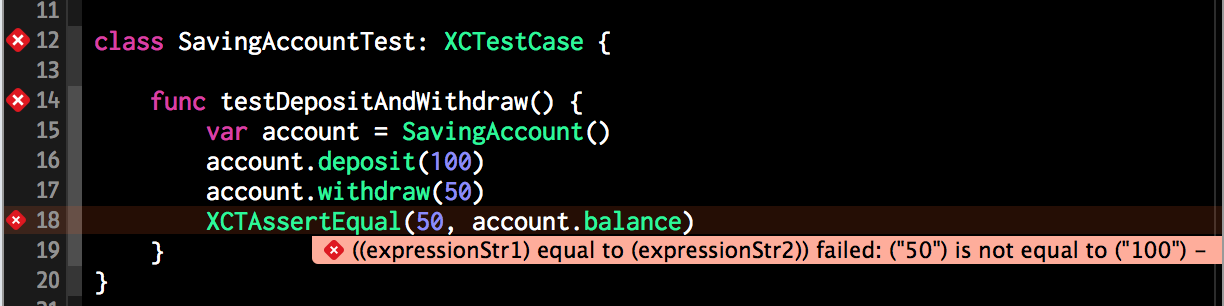 11
12 class SavingAccountTest: XCTestCase {
13
14 func testDepositAndWithdraw() {
15 var account = SavingAccount()
16 account.deposit(100)
17 account.withdraw(50)
18 XCTAssertEqual(50, account.balance)
19 } ((expressionStr1) equal to (expressionStr2)) failed: ("50") is not equal to ("100") –
20 }
21